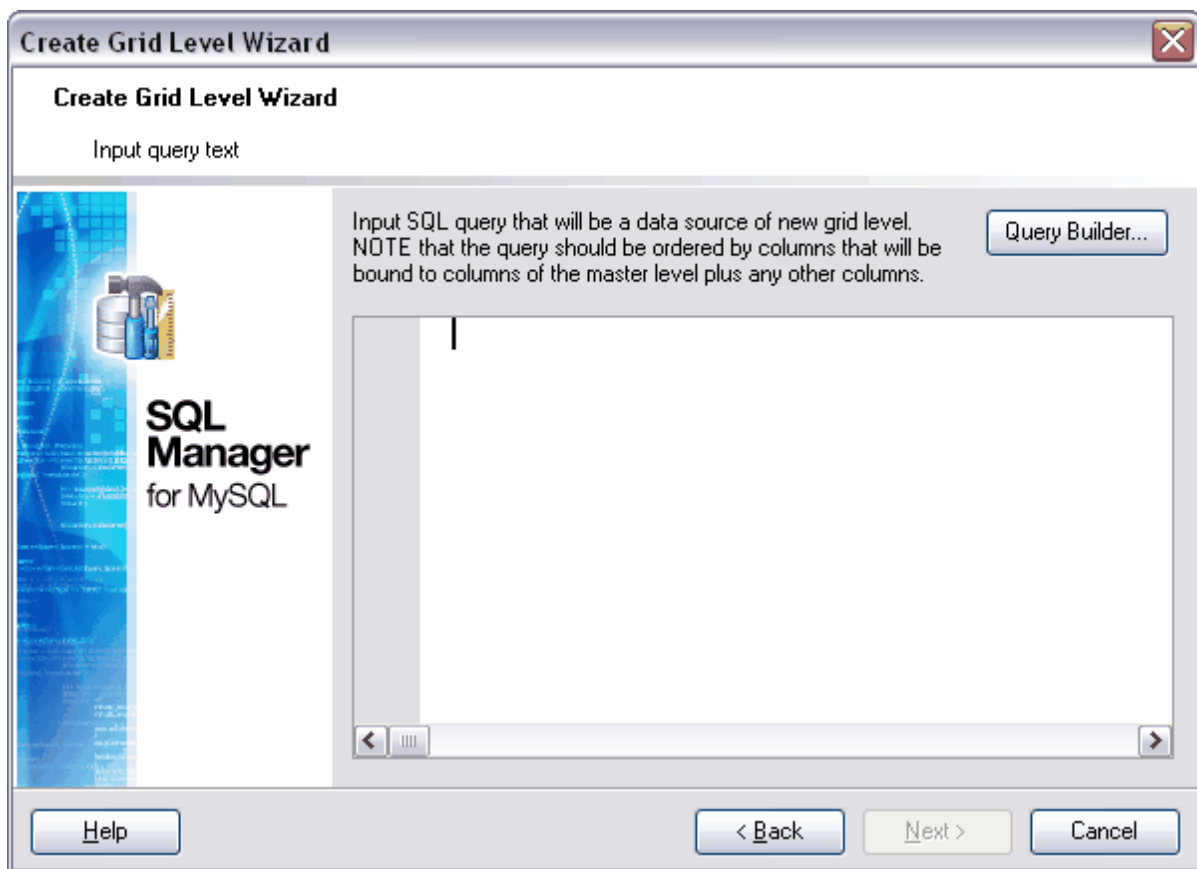 Create Grid Level Wizard
Create Grid Level Wizard
Input query text
Input SQL query that will be a data source of new grid level.
NOTE that the query should be ordered by columns that will be
bound to columns of the master level plus any other columns.
Query Builder...
SQL
Manager
for MySQL
Help
< Back
Next >
Cancel